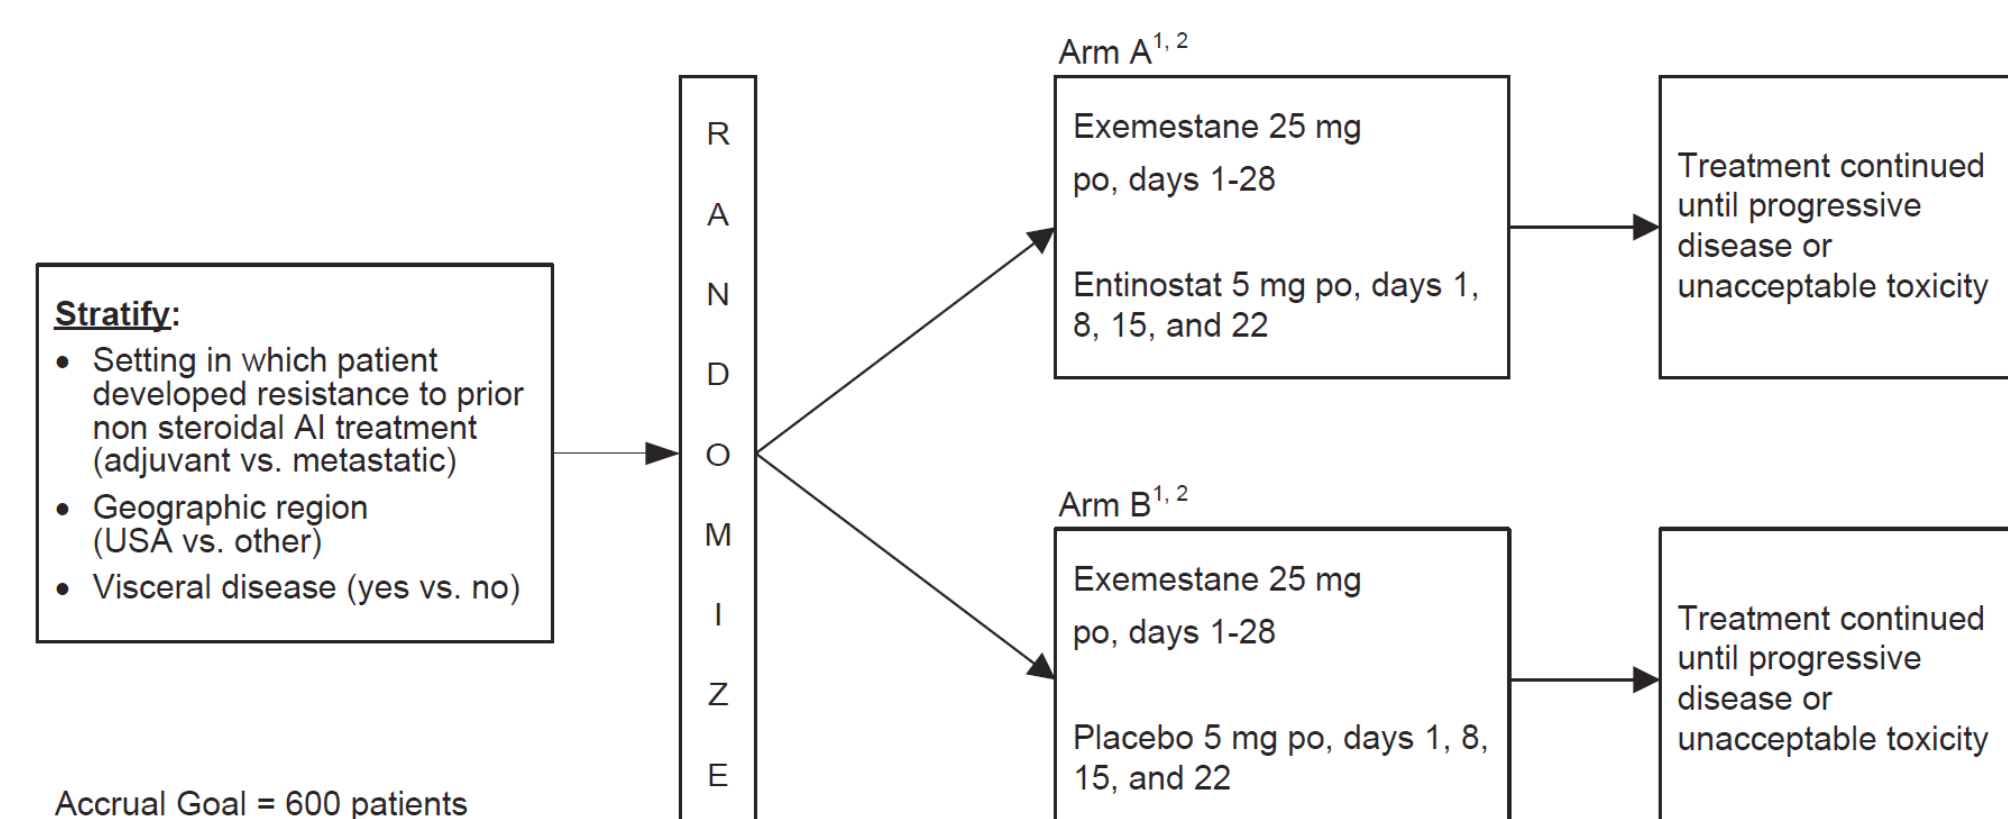 Stratify:
• Setting in which patient
developed resistance to prior
non steroidal AI treatment
(adjuvant vs. metastatic)
• Geographic region
(USA vs. other)
• Visceral disease (yes vs. no)
Accrual Goal = 600 patients
R
A
N
D
O
M
I
Z
E
Arm A1, 2
Exemestane 25 mg
po, days 1-28
Entinostat 5 mg po, days 1,
8, 15, and 22
Treatment continued
until progressive
disease or
unacceptable toxicity
Arm B1, 2
Exemestane 25 mg
po, days 1-28
Placebo 5 mg po, days 1, 8,
15, and 22
Treatment continued
until progressive
disease or
unacceptable toxicity